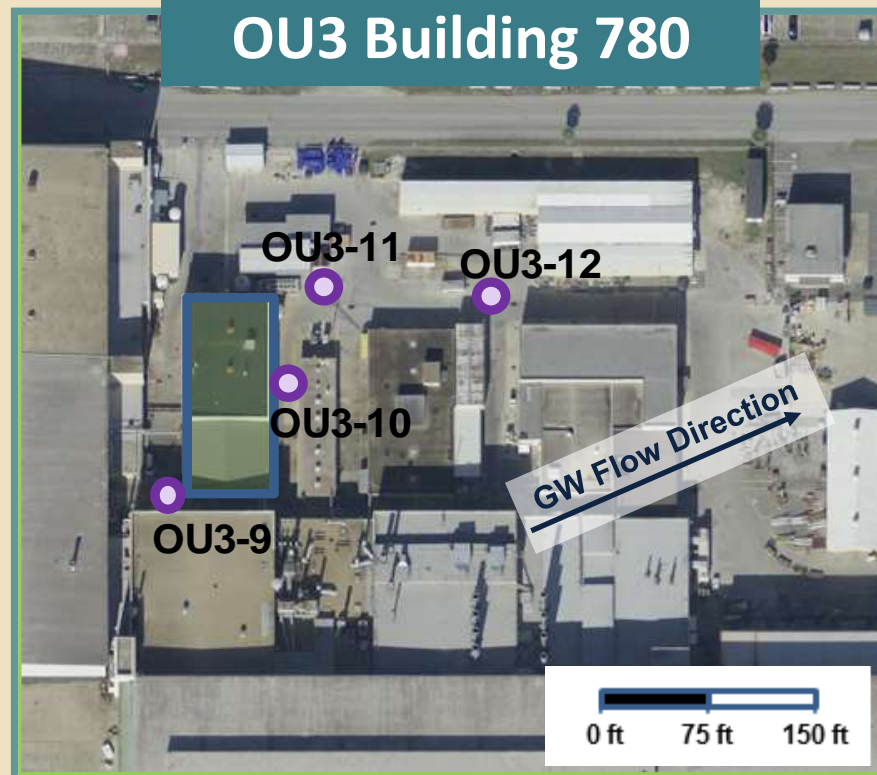 OU3 Building 780
OU3-11
OU3-12
OU3-10
GW Flow Direction
OU3-9
0 ft 75 ft 150 ft